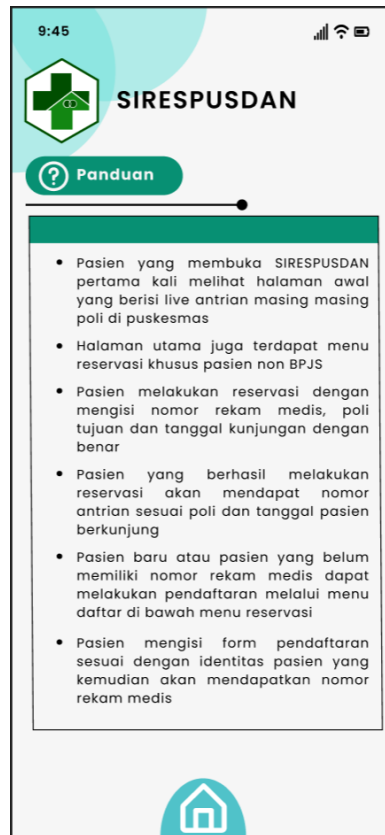 9:45
SIRESPUSDAN
Panduan
• Pasien yang membuka SIRESPUSDAN
pertama kali melihat halaman awal
yang berisi live antrian masing masing
poli di puskesmas
• Halaman utama juga terdapat menu
reservasi khusus pasien non BPJS
• Pasien melakukan reservasi dengan
mengisi nomor rekam medis, poli
tujuan dan tanggal kunjungan dengan
benar
• Pasien yang berhasil melakukan
reservasi akan mendapat nomor
antrian sesuai poli dan tanggal pasien
berkunjung
• Pasien baru atau pasien yang belum
memiliki nomor rekam medis dapat
melakukan pendaftaran melalui menu
daftar di bawah menu reservasi
• Pasien mengisi form pendaftaran
sesuai dengan identitas pasien yang
kemudian akan mendapatkan nomor
rekam medis